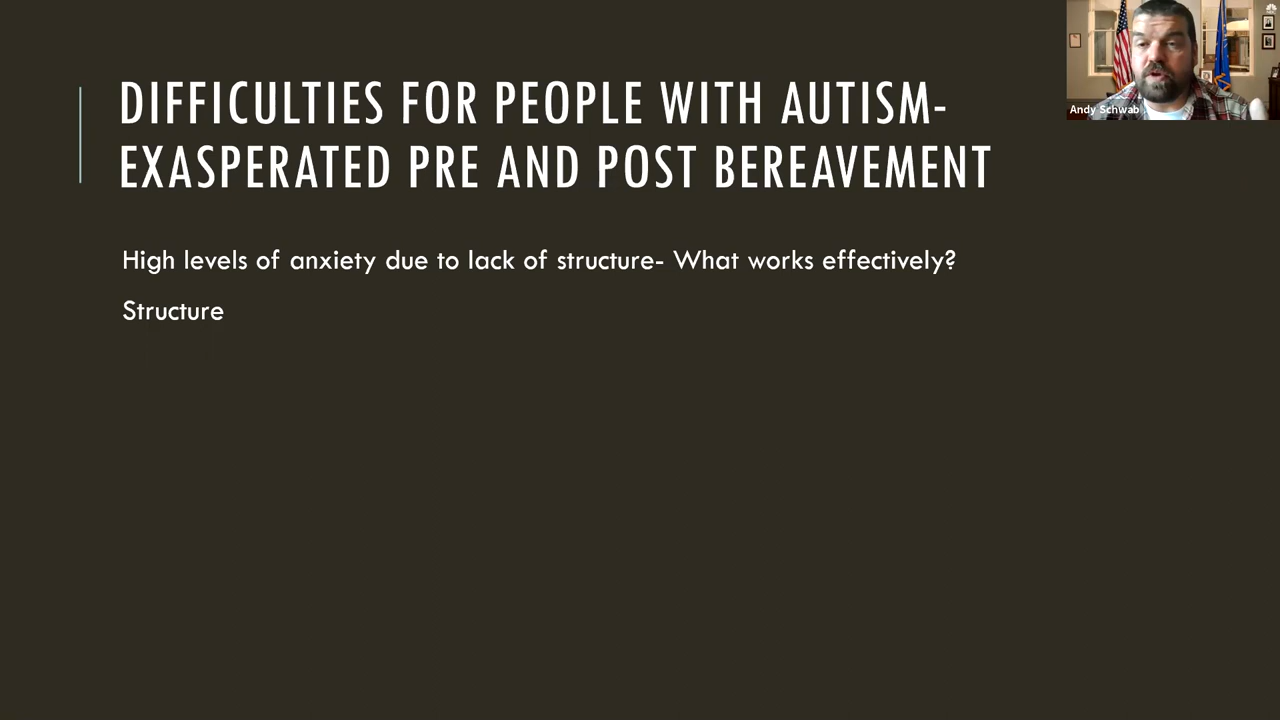 DIFFICULTIES FOR PEOPLE WITH AUTISM-
EXASPERATED PRE AND POST BEREAVEMENT
High levels of anxiety due to lack of structure- What works effectively?
Structure
Andy Schwab